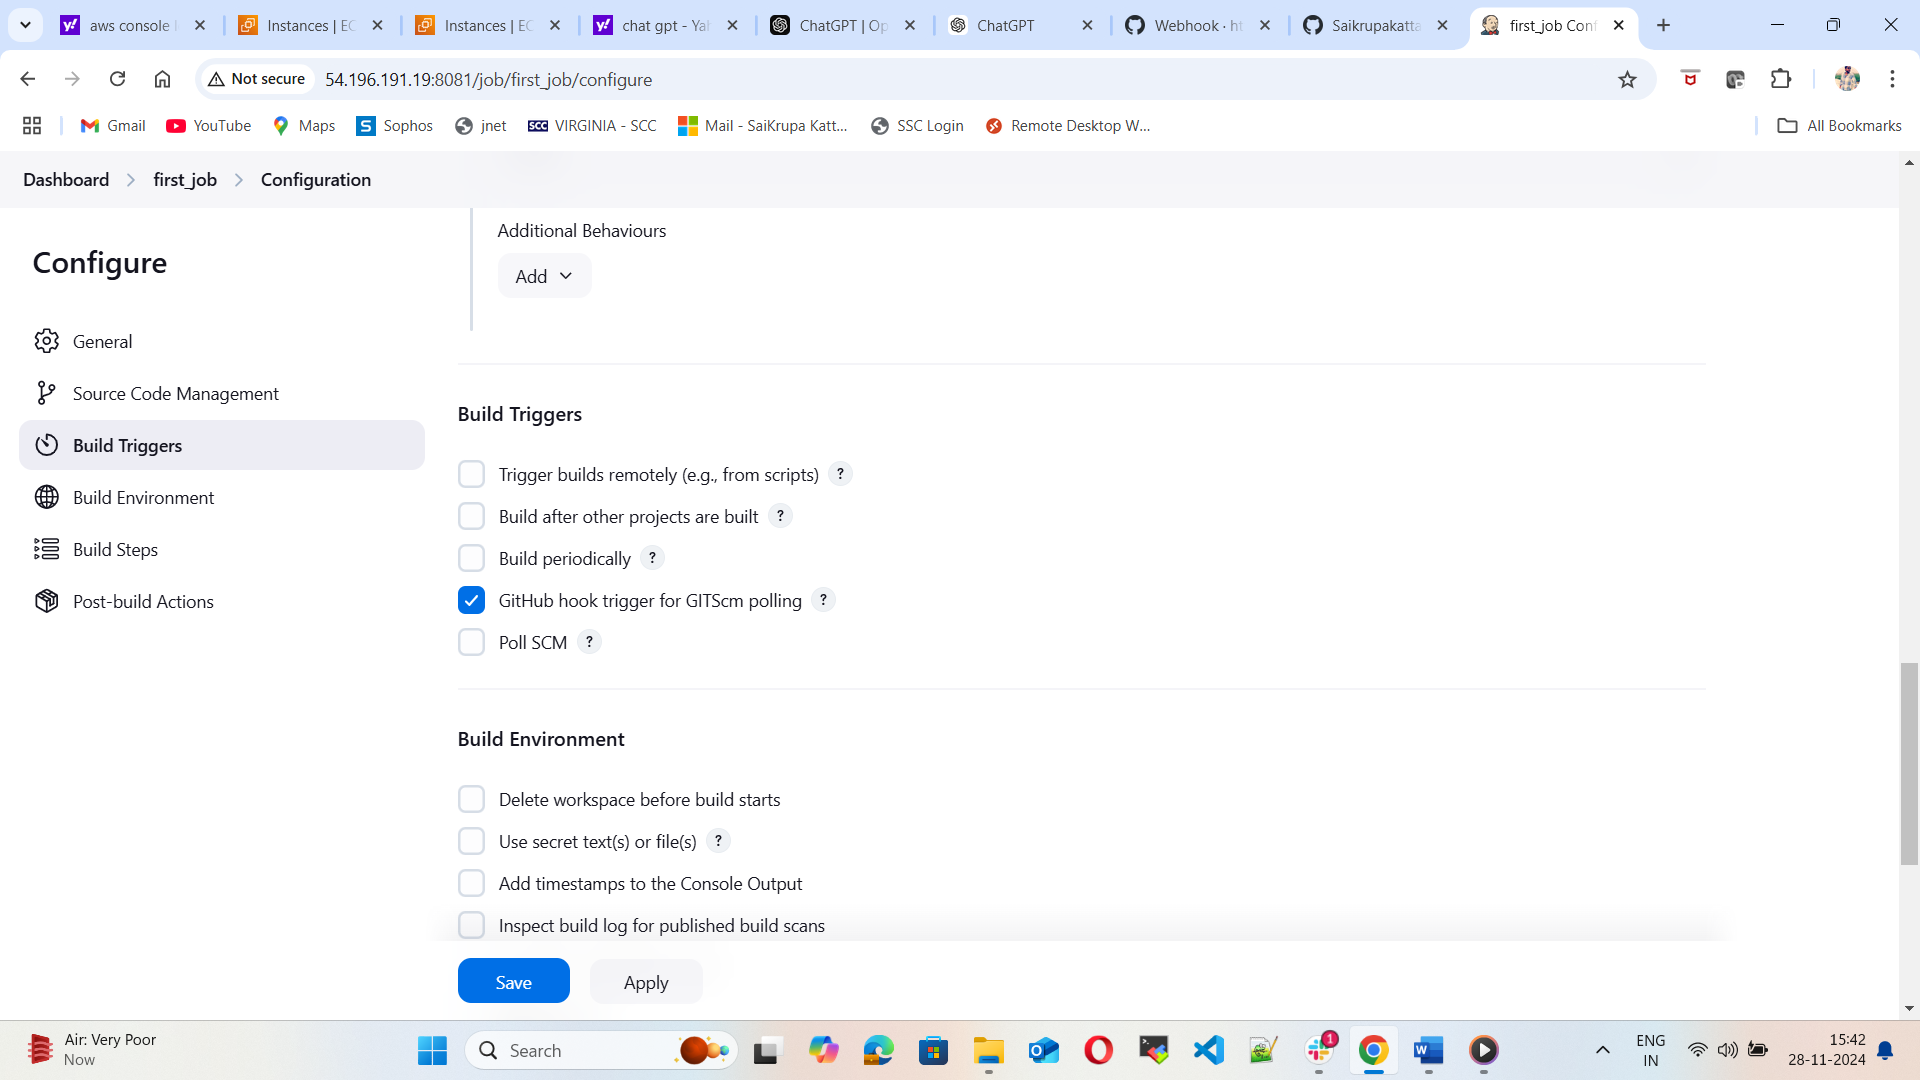 aws console l
Instances | EC
Instances | EC
chat gpt - Yah
ChatGPT | Op
ChatGPT
Webhook · ht
Saikrupakatta
first_job Conf
Not secure
54.196.191.19:8081/job/first_job/configure
Gmail
YouTube
Maps
Sophos
jnet
SCC VIRGINIA - SCC
Mail - SaiKrupa Katt...
SSC Login
Remote Desktop W...
All Bookmarks
Dashboard
first_job
Configuration
Configure
General
Source Code Management
Build Triggers
Build Environment
Build Steps
Post-build Actions
Additional Behaviours
Add
Build Triggers
Trigger builds remotely (e.g., from scripts) ?
Build after other projects are built ?
Build periodically ?
GitHub hook trigger for GITScm polling ?
Poll SCM ?
Build Environment
Delete workspace before build starts
Use secret text(s) or file(s) ?
Add timestamps to the Console Output
Inspect build log for published build scans
Save
Apply
Air: Very Poor
Now
Search
1
ENG
IN
15:42
28-11-2024